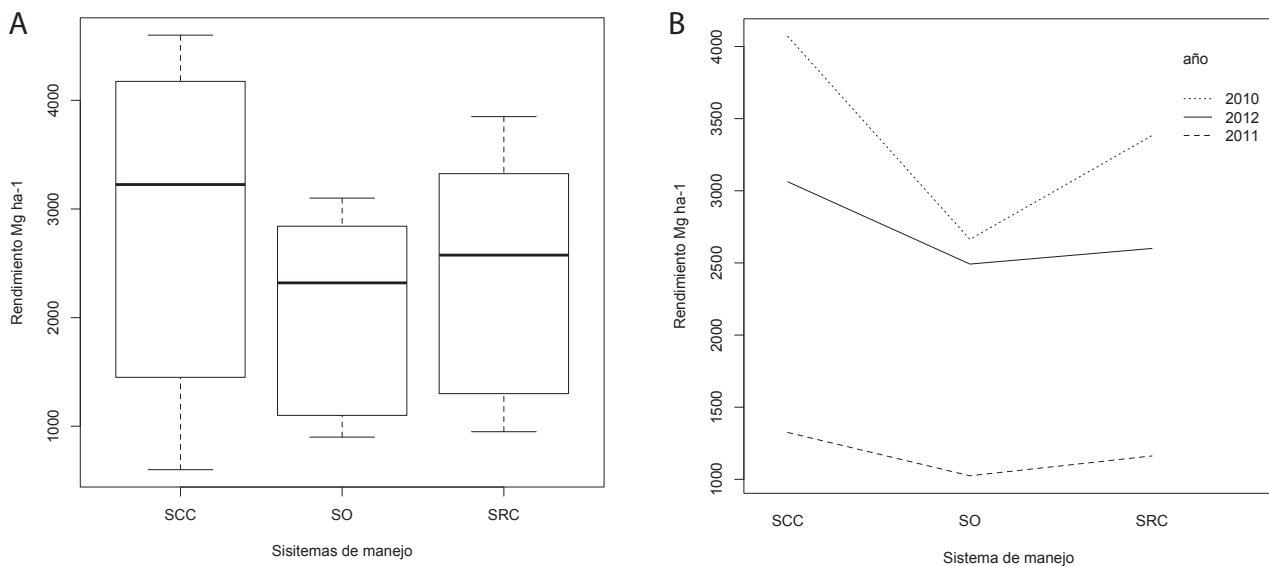 A
Rendimiento Mg ha-1
4000
3000
2000
1000
SCC SO SRC
Sisitemas de manejo
B
Rendimiento Mg ha-1
4000
3500
3000
2500
2000
1500
1000
año
2010
2012
2011
SCC SO SRC
Sistema de manejo